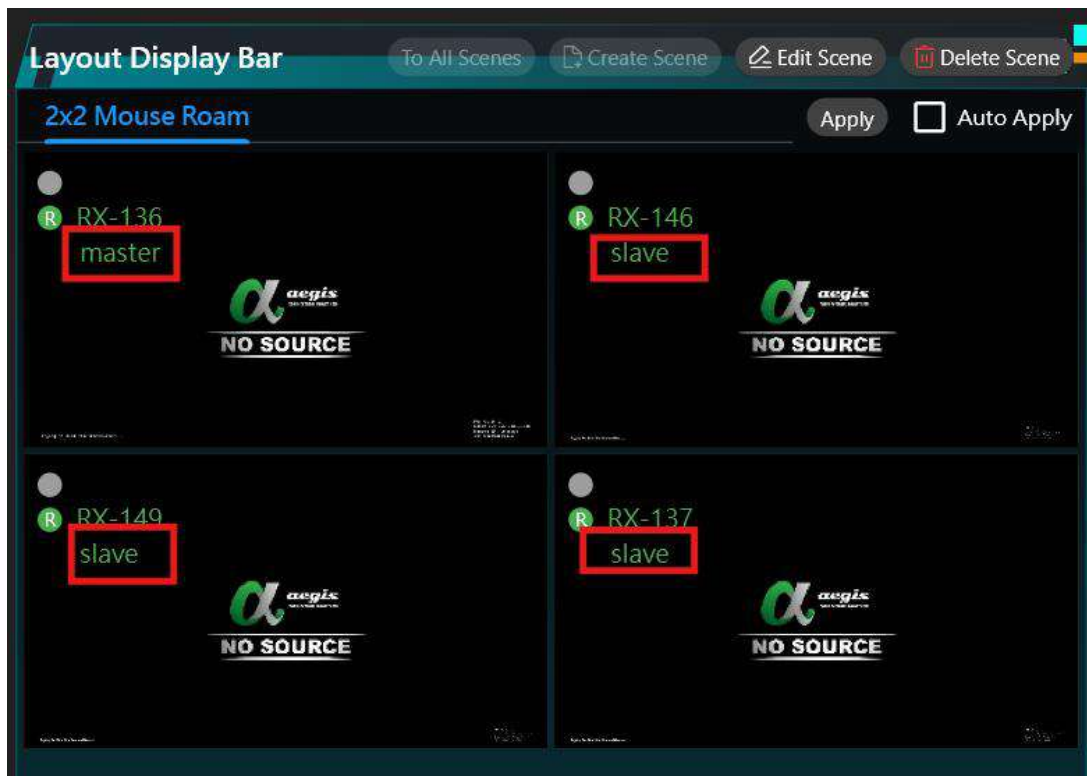 Layout Display Bar To All Scenes Create Scene Edit Scene Delete Scene
2x2 Mouse Roam Apply Auto Apply
R RX-136
master
α aegis
NO SOURCE
R RX-146
slave
α aegis
NO SOURCE
R RX-149
slave
α aegis
NO SOURCE
R RX-137
slave
α aegis
NO SOURCE